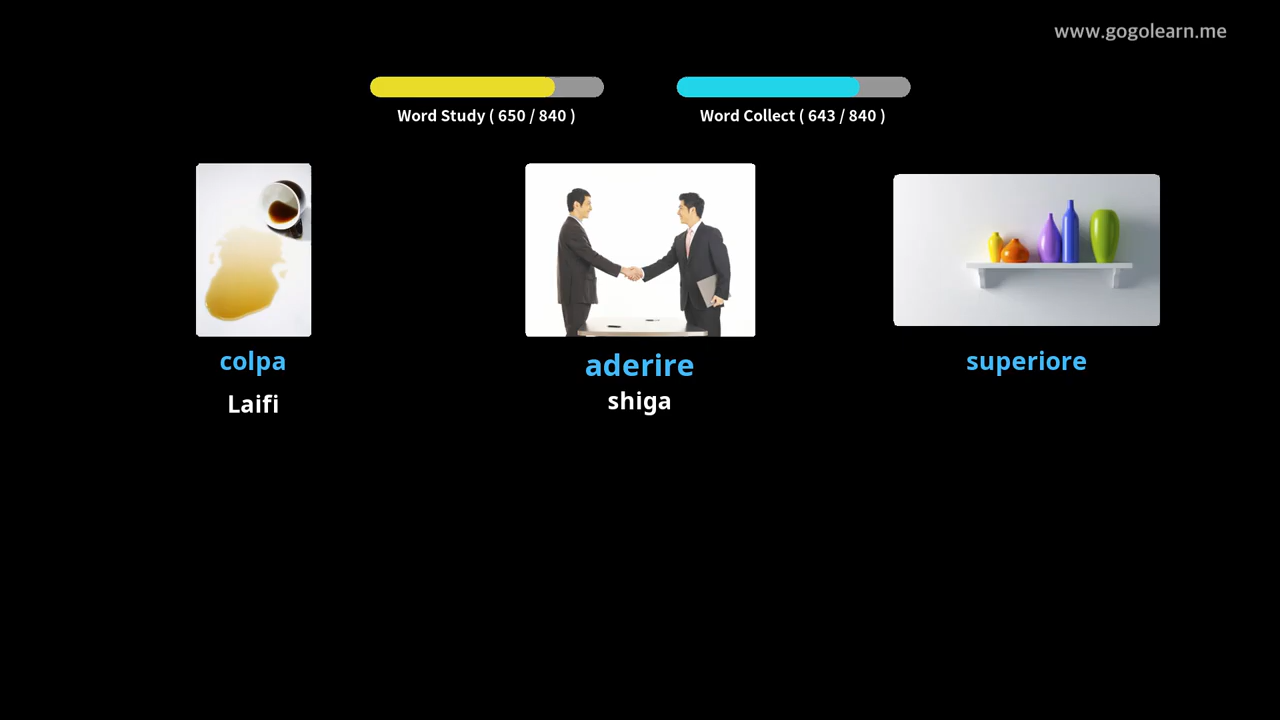 www.gogolearn.me
Word Study ( 650 / 840 )
Word Collect ( 643 / 840 )
colpa
Laifi
aderire
shiga
superiore